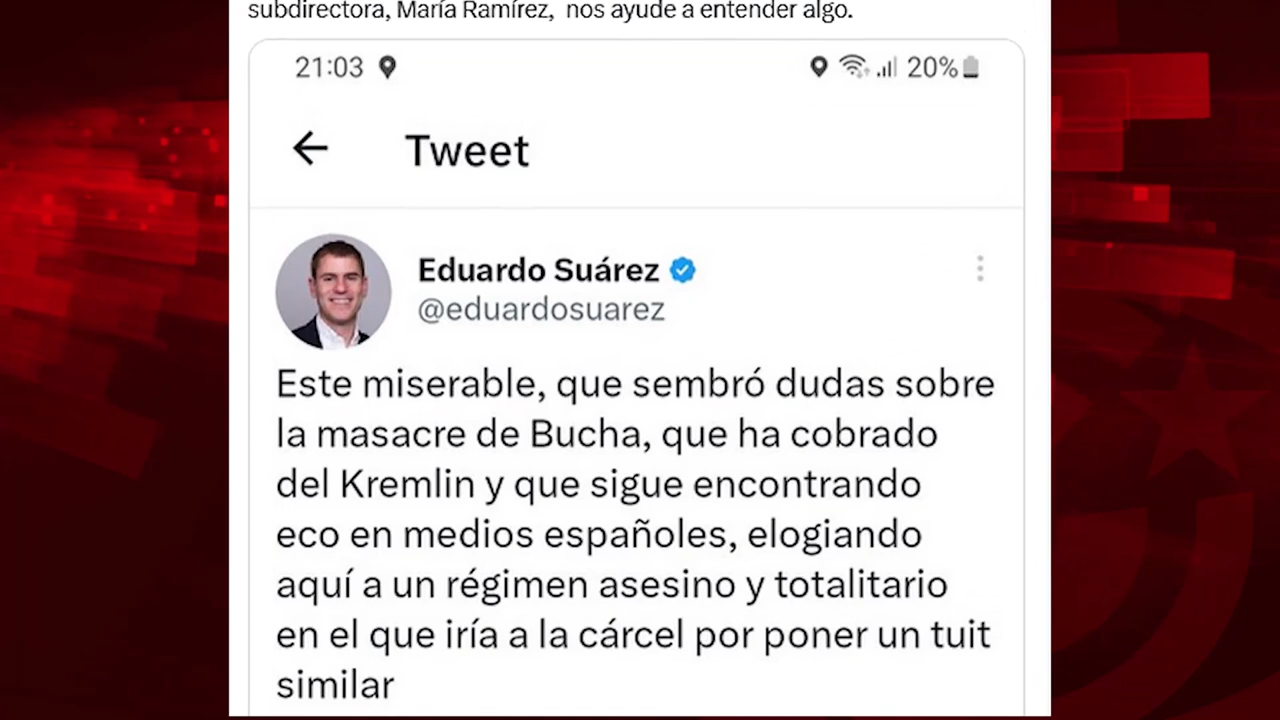 subdirectora, María Ramírez,  nos ayude a entender algo.
21:03 20%
Tweet
Eduardo Suárez
@eduardosuarez
Este miserable, que sembró dudas sobre
la masacre de Bucha, que ha cobrado
del Kremlin y que sigue encontrando
eco en medios españoles, elogiando
aquí a un régimen asesino y totalitario
en el que iría a la cárcel por poner un tuit
similar